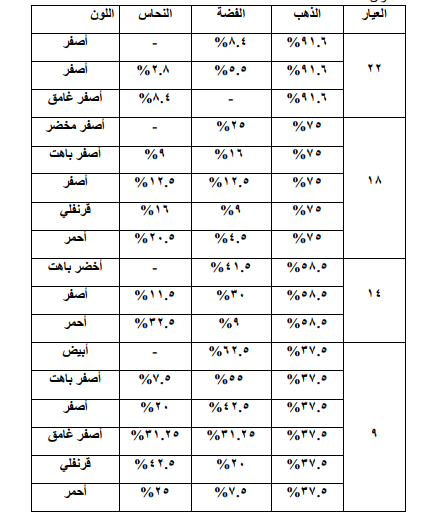 العيار الذهب الفضة النحاس اللون
٢٢ %٩١.٦ %٨.٤ - أصفر
%٩١.٦ %٥.٥ %٢.٨ أصفر
%٩١.٦ - %٨.٤ أصفر غامق
١٨ %٧٥ %٢٥ - أصفر مخضر
%٧٥ %١٦ %٩ أصفر باهت
%٧٥ %١٢.٥ %١٢.٥ أصفر
%٧٥ %٩ %١٦ قرنفلي
%٧٥ %٤.٥ %٢٠.٥ أحمر
١٤ %٥٨.٥ %٤١.٥ - أخضر باهت
%٥٨.٥ %٣٠ %١١.٥ أصفر
%٥٨.٥ %٩ %٣٢.٥ أحمر
٩ %٣٧.٥ %٦٢.٥ - أبيض
%٣٧.٥ %٥٥ %٧.٥ أصفر باهت
%٣٧.٥ %٤٢.٥ %٢٠ أصفر
%٣٧.٥ %٣١.٢٥ %٣١.٢٥ أصفر غامق
%٣٧.٥ %٢٠ %٤٢.٥ قرنفلي
%٣٧.٥ %٧.٥ %٢٥ أحمر